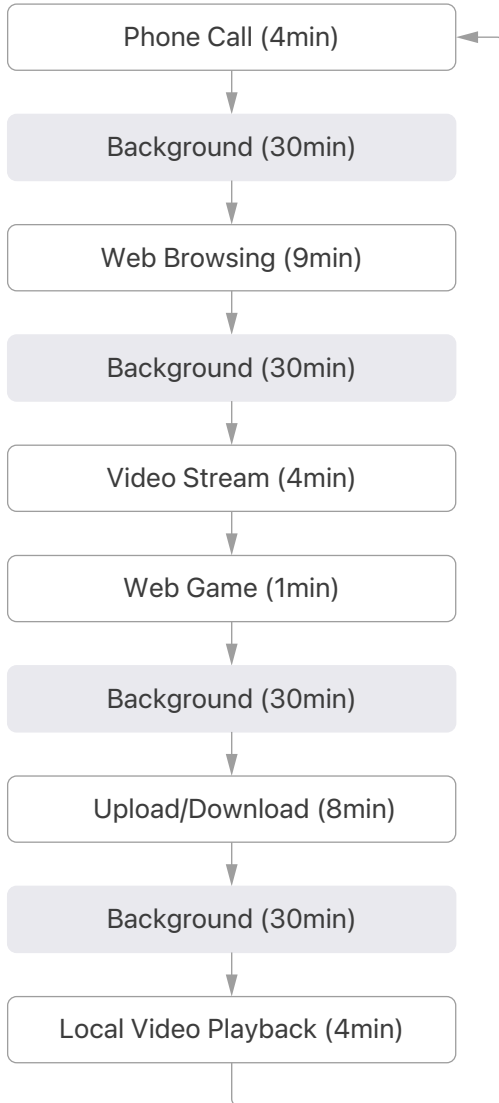 Phone Call (4min)
Background (30min)
Web Browsing (9min)
Background (30min)
Video Stream (4min)
Web Game (1min)
Background (30min)
Upload/Download (8min)
Background (30min)
Local Video Playback (4min)